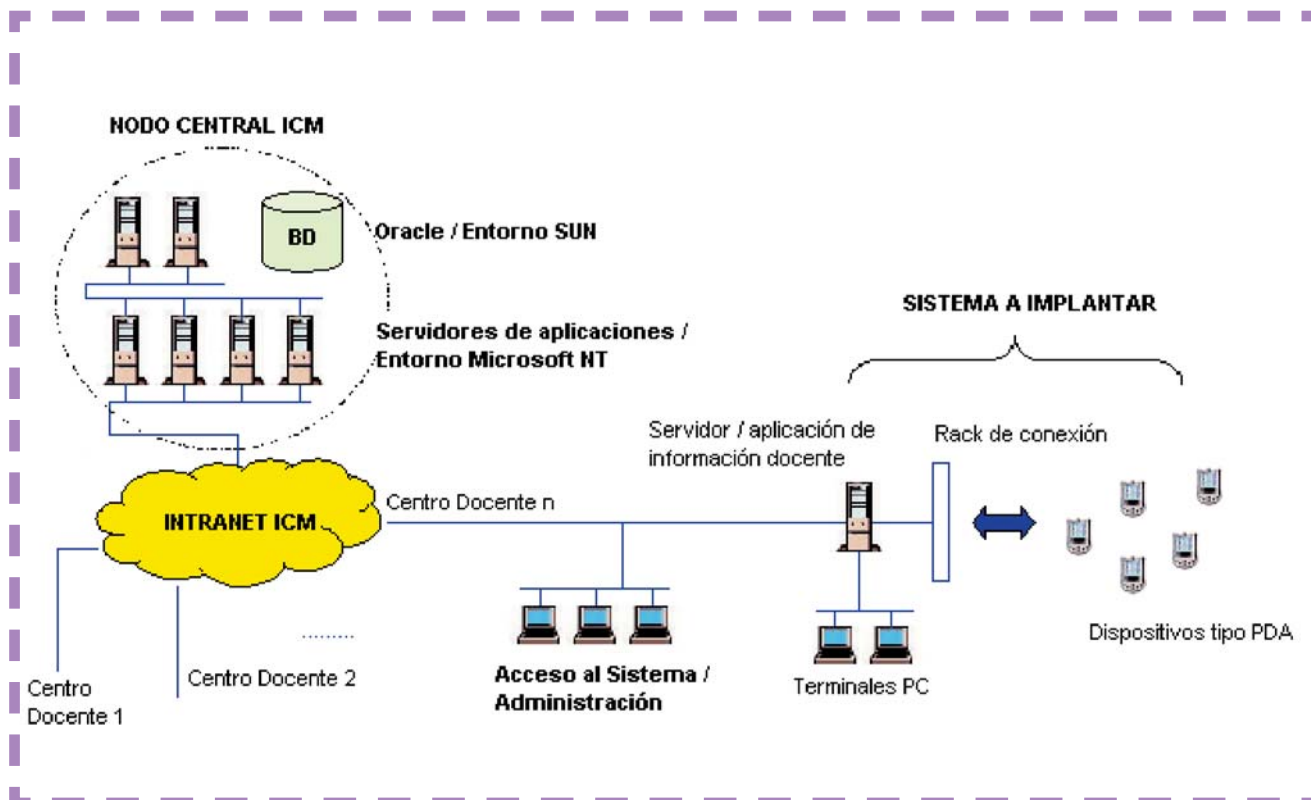 NODO CENTRAL ICM
BD
Oracle / Entorno SUN
Servidores de aplicaciones /
Entorno Microsoft NT
SISTEMA A IMPLANTAR
Servidor / aplicación de
información docente
Rack de conexión
INTRANET ICM
Centro Docente n
Dispositivos tipo PDA
Acceso al Sistema /
Administración
Terminales PC
Centro
Docente 1
Centro Docente 2